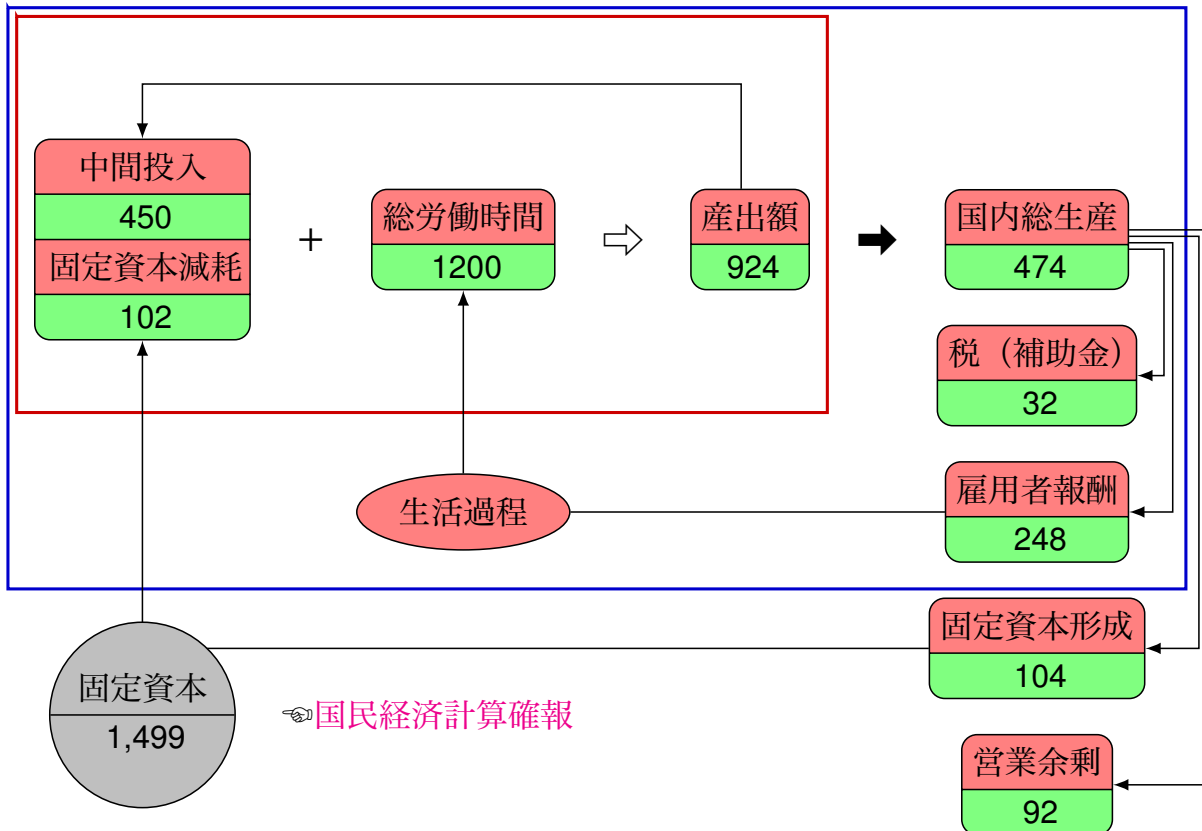 中間投入
450
固定資本減耗
102
+
総労働時間
1200
産出額
924
国内総生産
474
税（補助金）
32
生活過程
雇用者報酬
248
固定資本形成
104
固定資本
1,499
☜国民経済計算確報
営業余剰
92